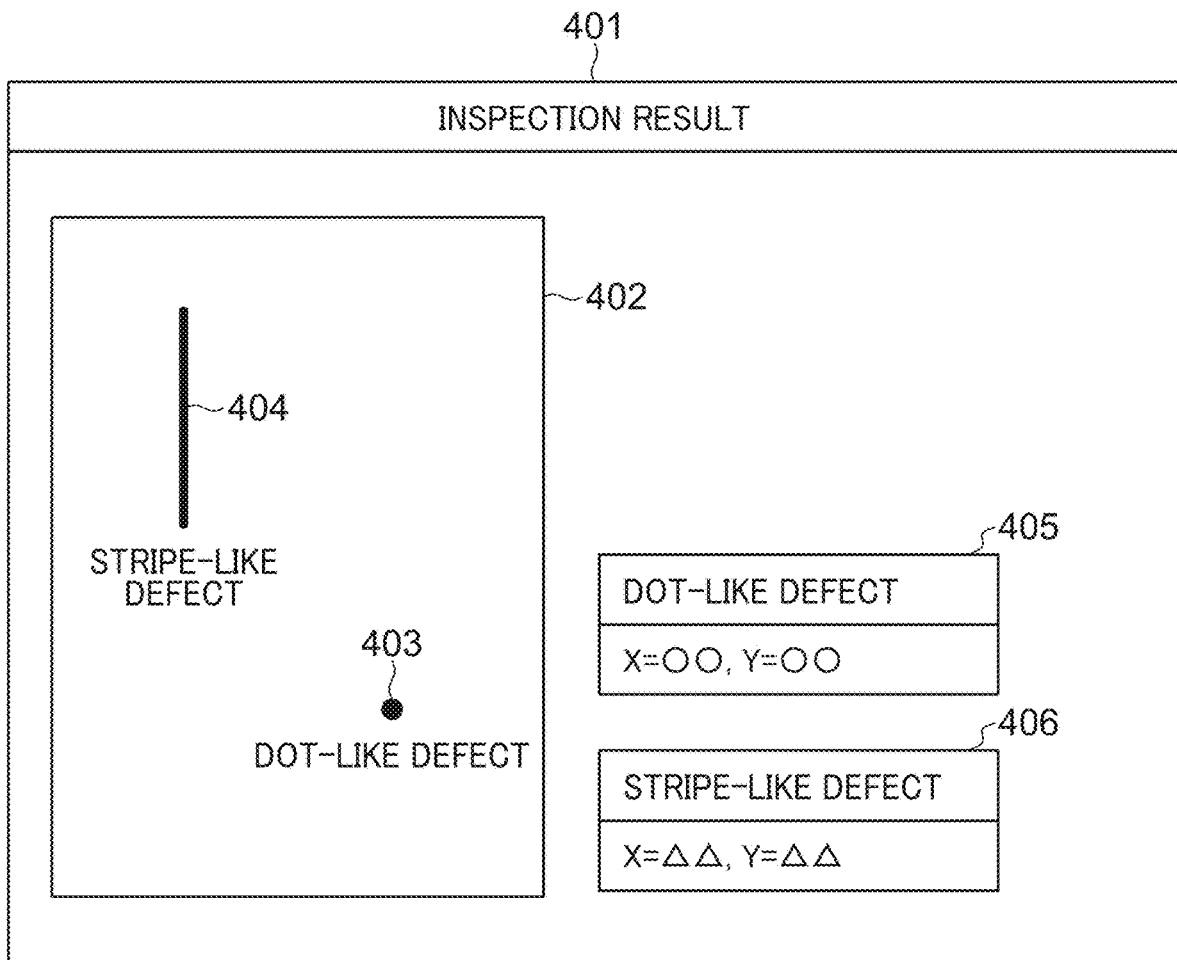 401
INSPECTION RESULT
402
404
STRIPE-LIKE
DEFECT
403
DOT-LIKE DEFECT
405
DOT-LIKE DEFECT
X=○○, Y=○○
406
STRIPE-LIKE DEFECT
X=△△, Y=△△